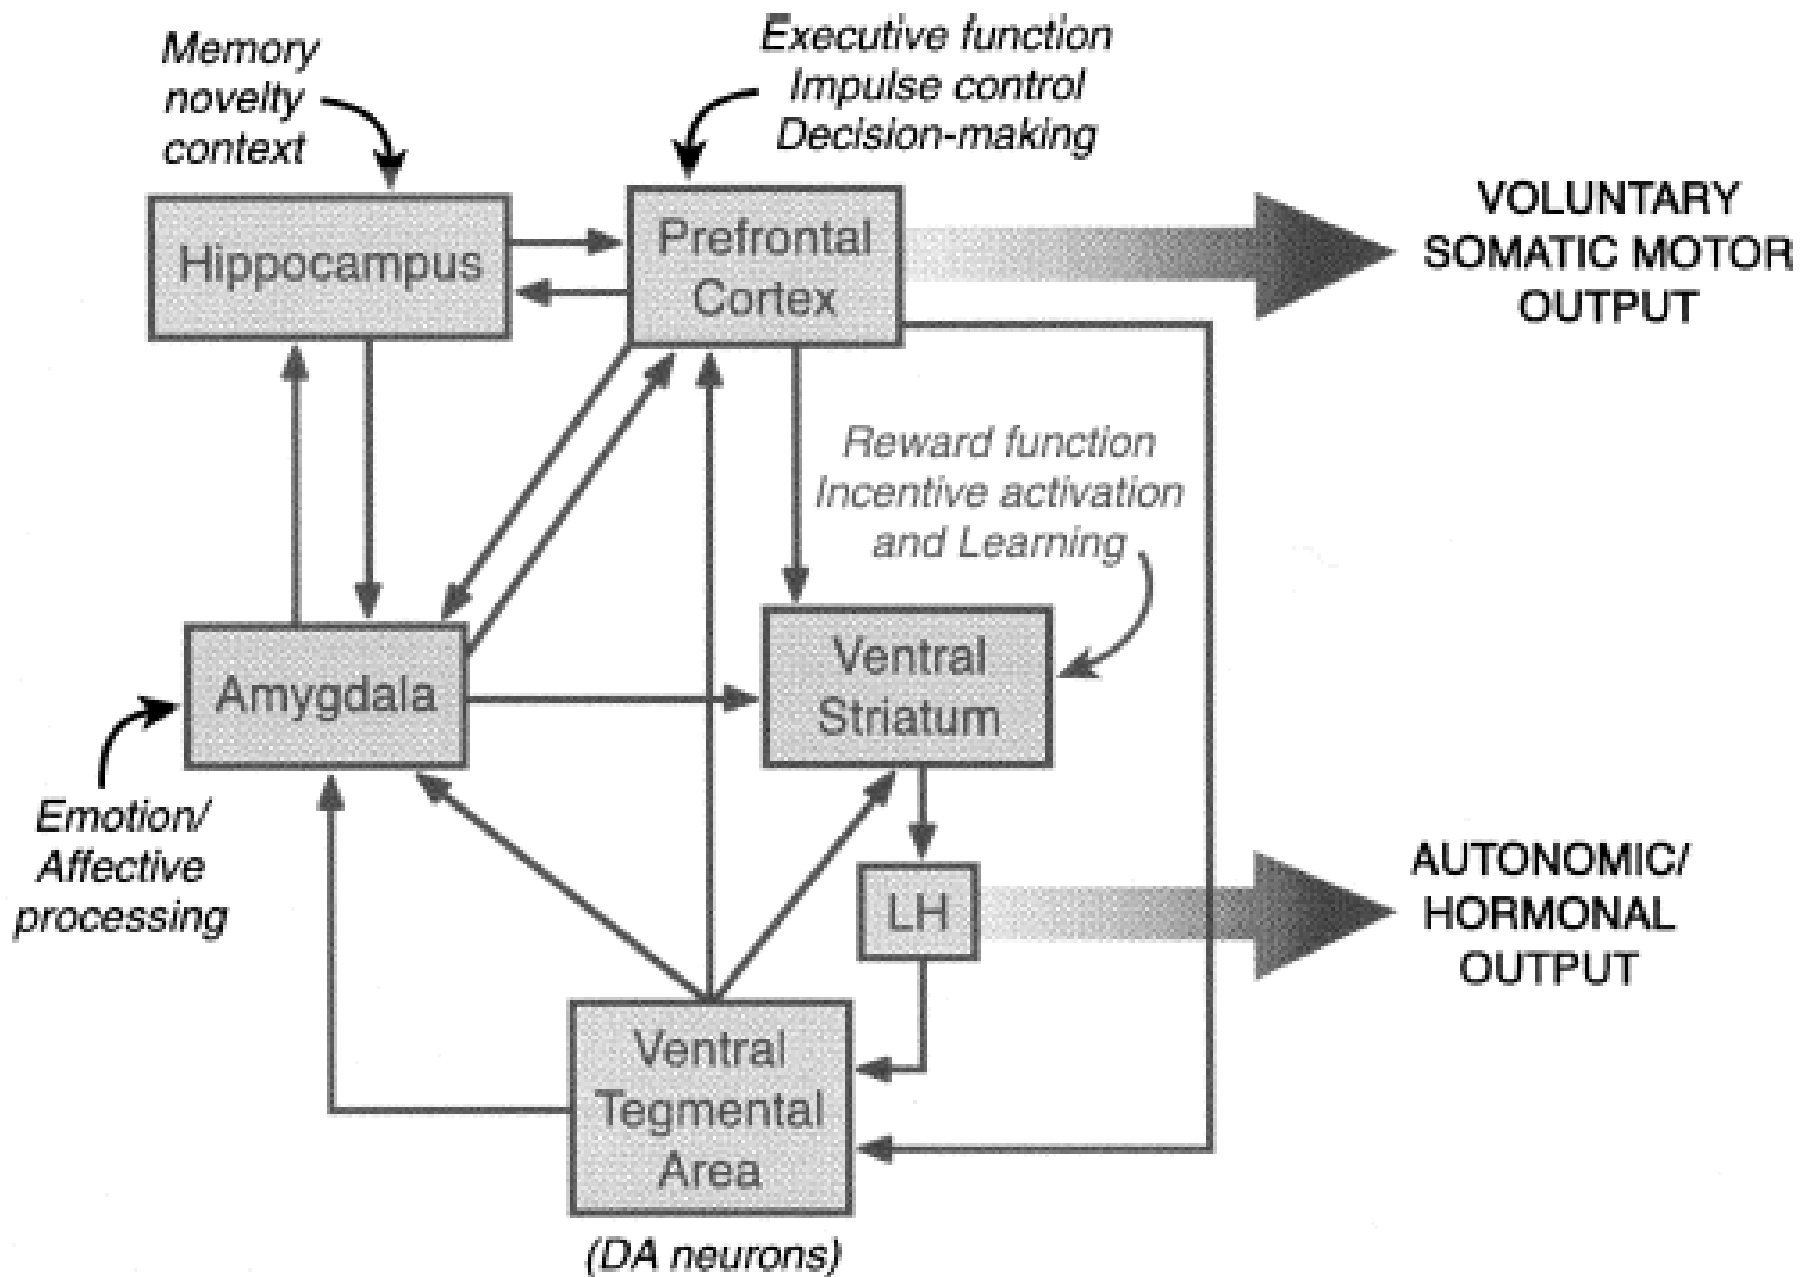 Memory
novelty
context
Executive function
Impulse control
Decision-making
Hippocampus
Prefrontal
Cortex
VOLUNTARY
SOMATIC MOTOR
OUTPUT
Reward function
Incentive activation
and Learning
Amygdala
Ventral
Striatum
Emotion/
Affective
processing
LH
AUTONOMIC/
HORMONAL
OUTPUT
Ventral
Tegmental
Area
(DA neurons)